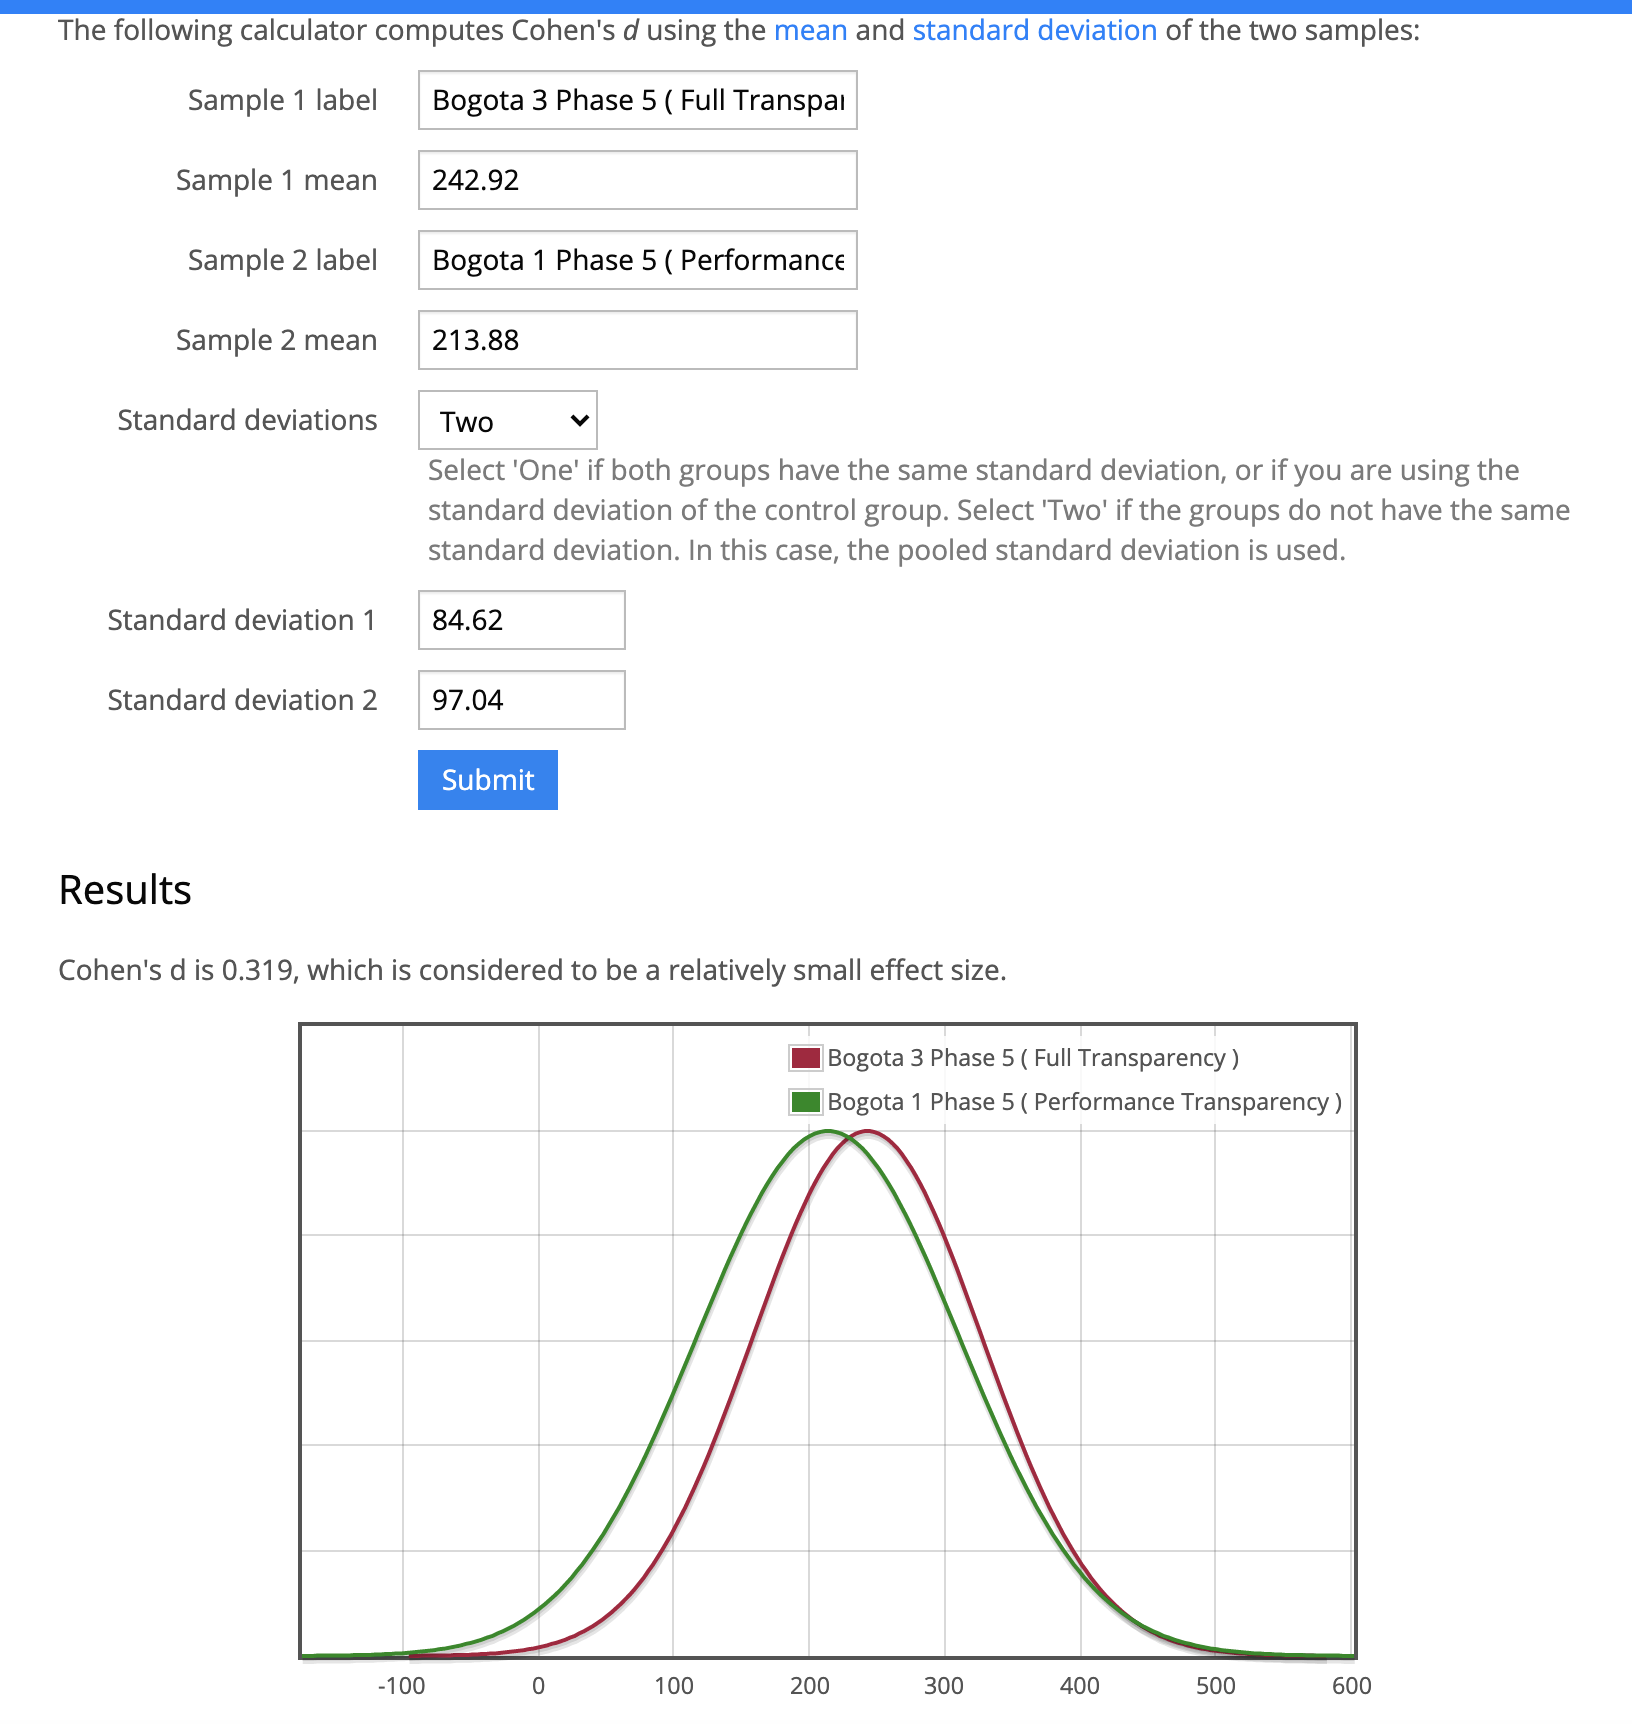 The following calculator computes Cohen's d using the mean and standard deviation of the two samples:
Sample 1 label
Bogota 3 Phase 5 ( Full Transpar
Sample 1 mean
242.92
Sample 2 label
Bogota 1 Phase 5 ( Performance
Sample 2 mean
213.88
Standard deviations
Two
Select 'One' if both groups have the same standard deviation, or if you are using the
standard deviation of the control group. Select 'Two' if the groups do not have the same
standard deviation. In this case, the pooled standard deviation is used.
Standard deviation 1
84.62
Standard deviation 2
97.04
Submit
Results
Cohen's d is 0.319, which is considered to be a relatively small effect size.
Bogota 3 Phase 5 ( Full Transparency )
Bogota 1 Phase 5 ( Performance Transparency )
-100 0 100 200 300 400 500 600